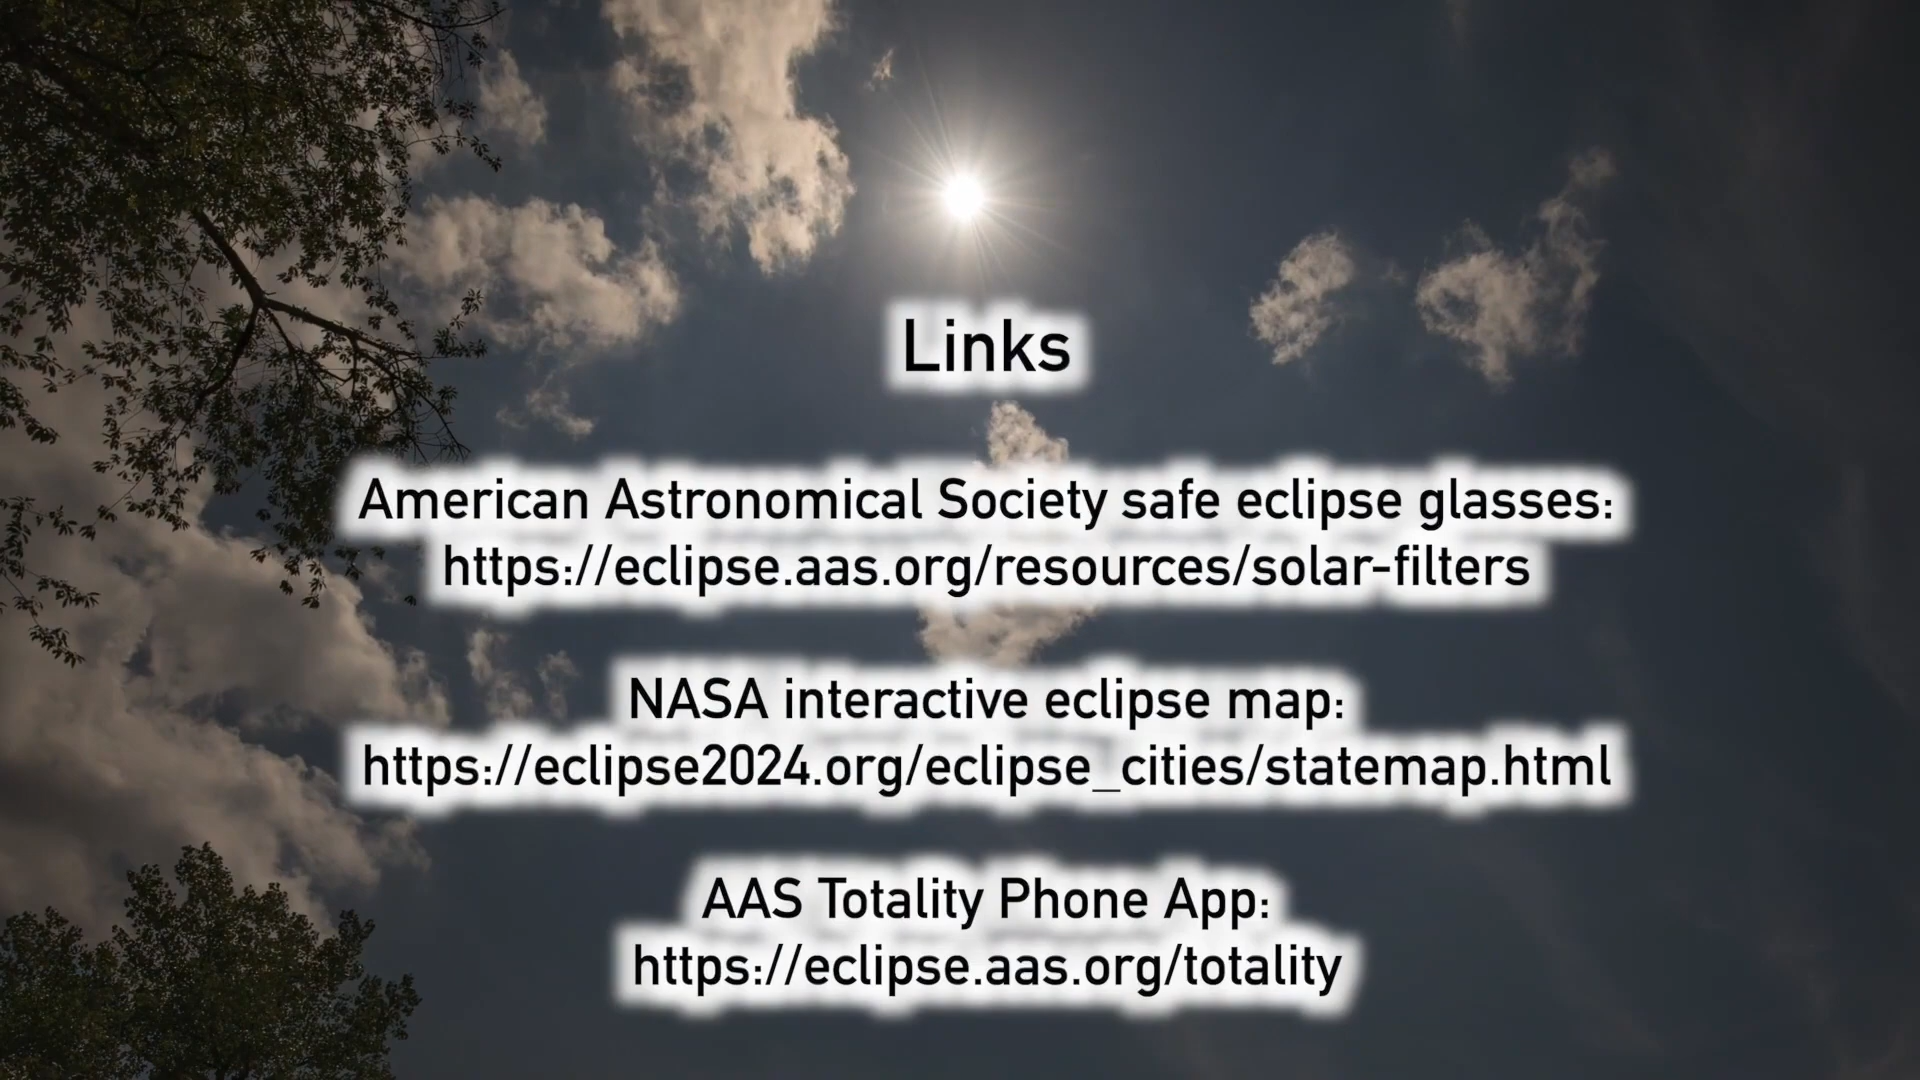 Links
American Astronomical Society safe eclipse glasses:
https://eclipse.aas.org/resources/solar-filters
NASA interactive eclipse map:
https://eclipse2024.org/eclipse_cities/statemap.html
AAS Totality Phone App:
https://eclipse.aas.org/totality